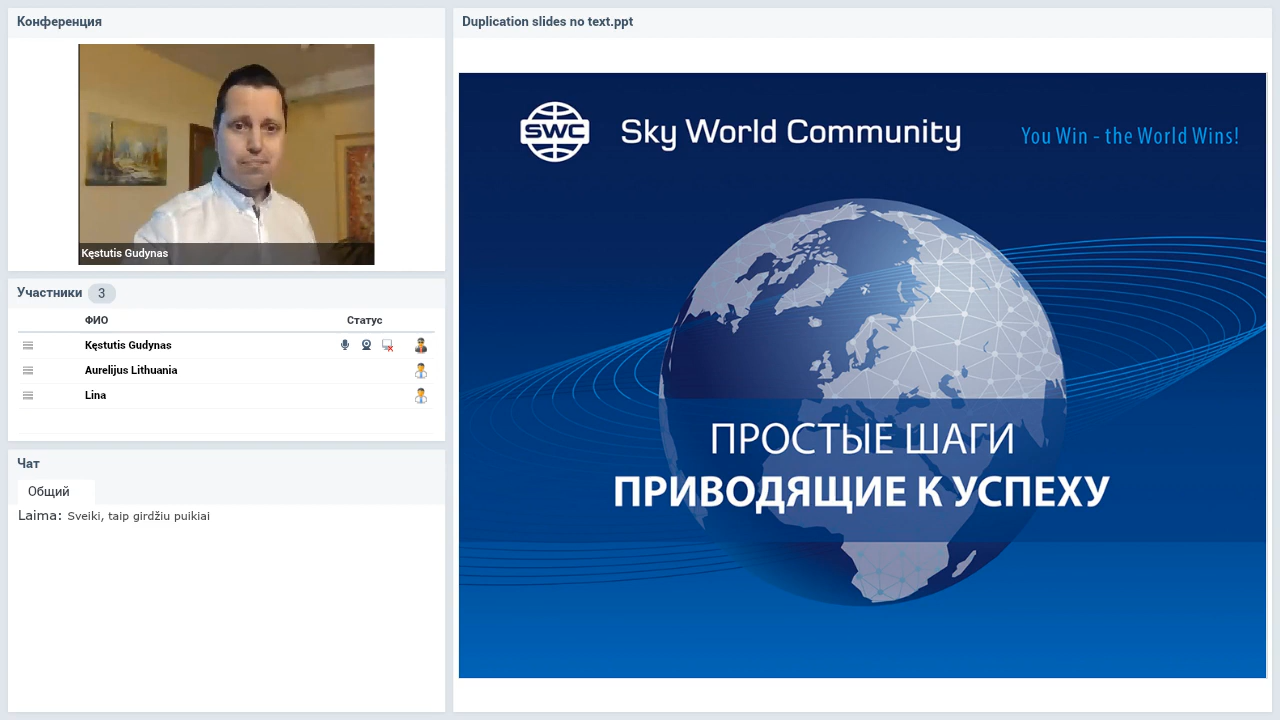 Конференция
Kęstutis Gudynas
Участники 3
ФИО Статус
Kęstutis Gudynas
Aurelijus Lithuania
Lina
Чат
Общий
Laima: Sveiki, taip girdžiu puikiai
Duplication slides no text.ppt
SWC Sky World Community You Win - the World Wins!
ПРОСТЫЕ ШАГИ
ПРИВОДЯЩИЕ К УСПЕХУ